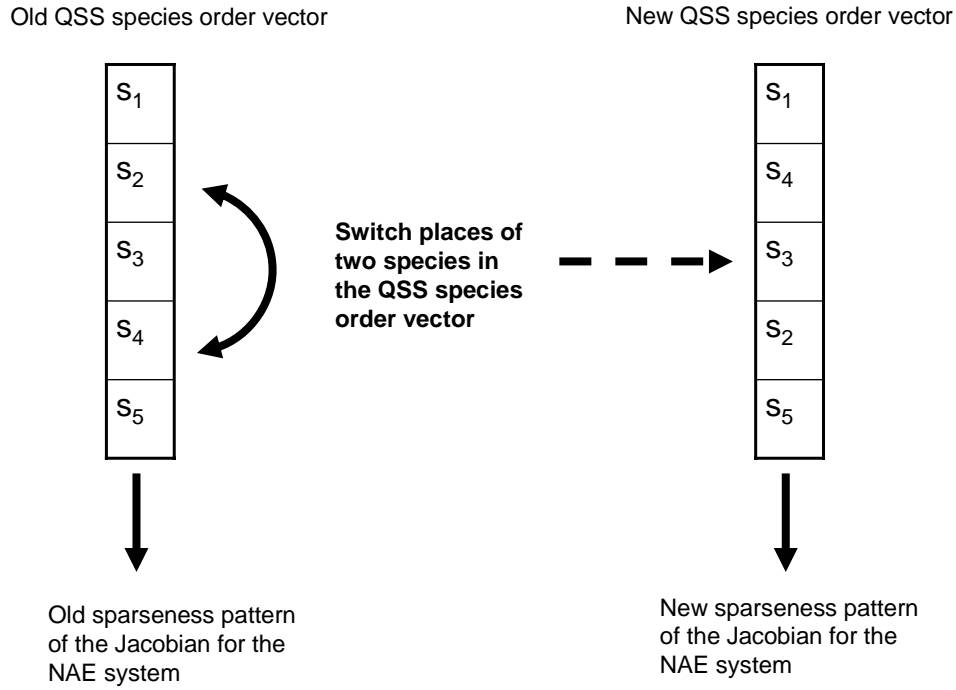 Old QSS species order vector
New QSS species order vector
s1
s2
s3
s4
s5
Switch places of
two species in
the QSS species
order vector
s1
s4
s3
s2
s5
Old sparseness pattern
of the Jacobian for the
NAE system
New sparseness pattern
of the Jacobian for the
NAE system